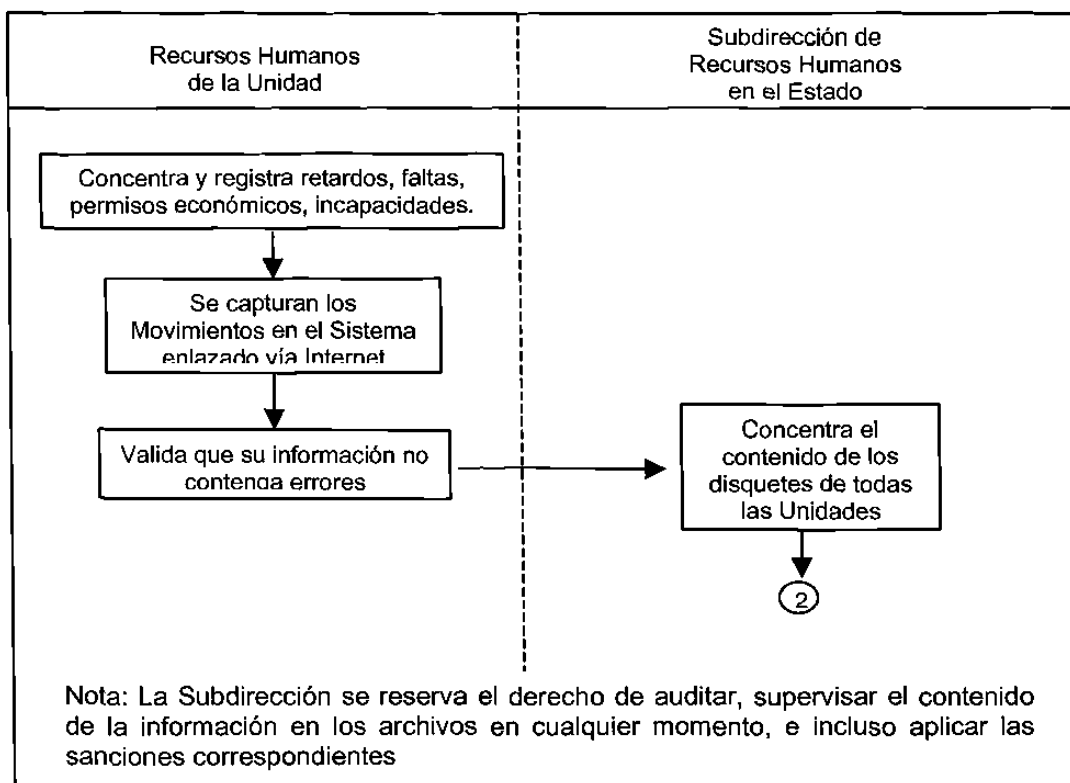 Recursos Humanos
de la Unidad
Subdirección de
Recursos Humanos
en el Estado
Concentra y registra retardos, faltas,
permisos económicos, incapacidades.
Se capturan los
Movimientos en el Sistema
enlazado vía Internet
Valida que su información no
contenga errores
Concentra el
contenido de los
disquetes de todas
las Unidades
2
Nota: La Subdirección se reserva el derecho de auditar, supervisar el contenido
de la información en los archivos en cualquier momento, e incluso aplicar las
sanciones correspondientes